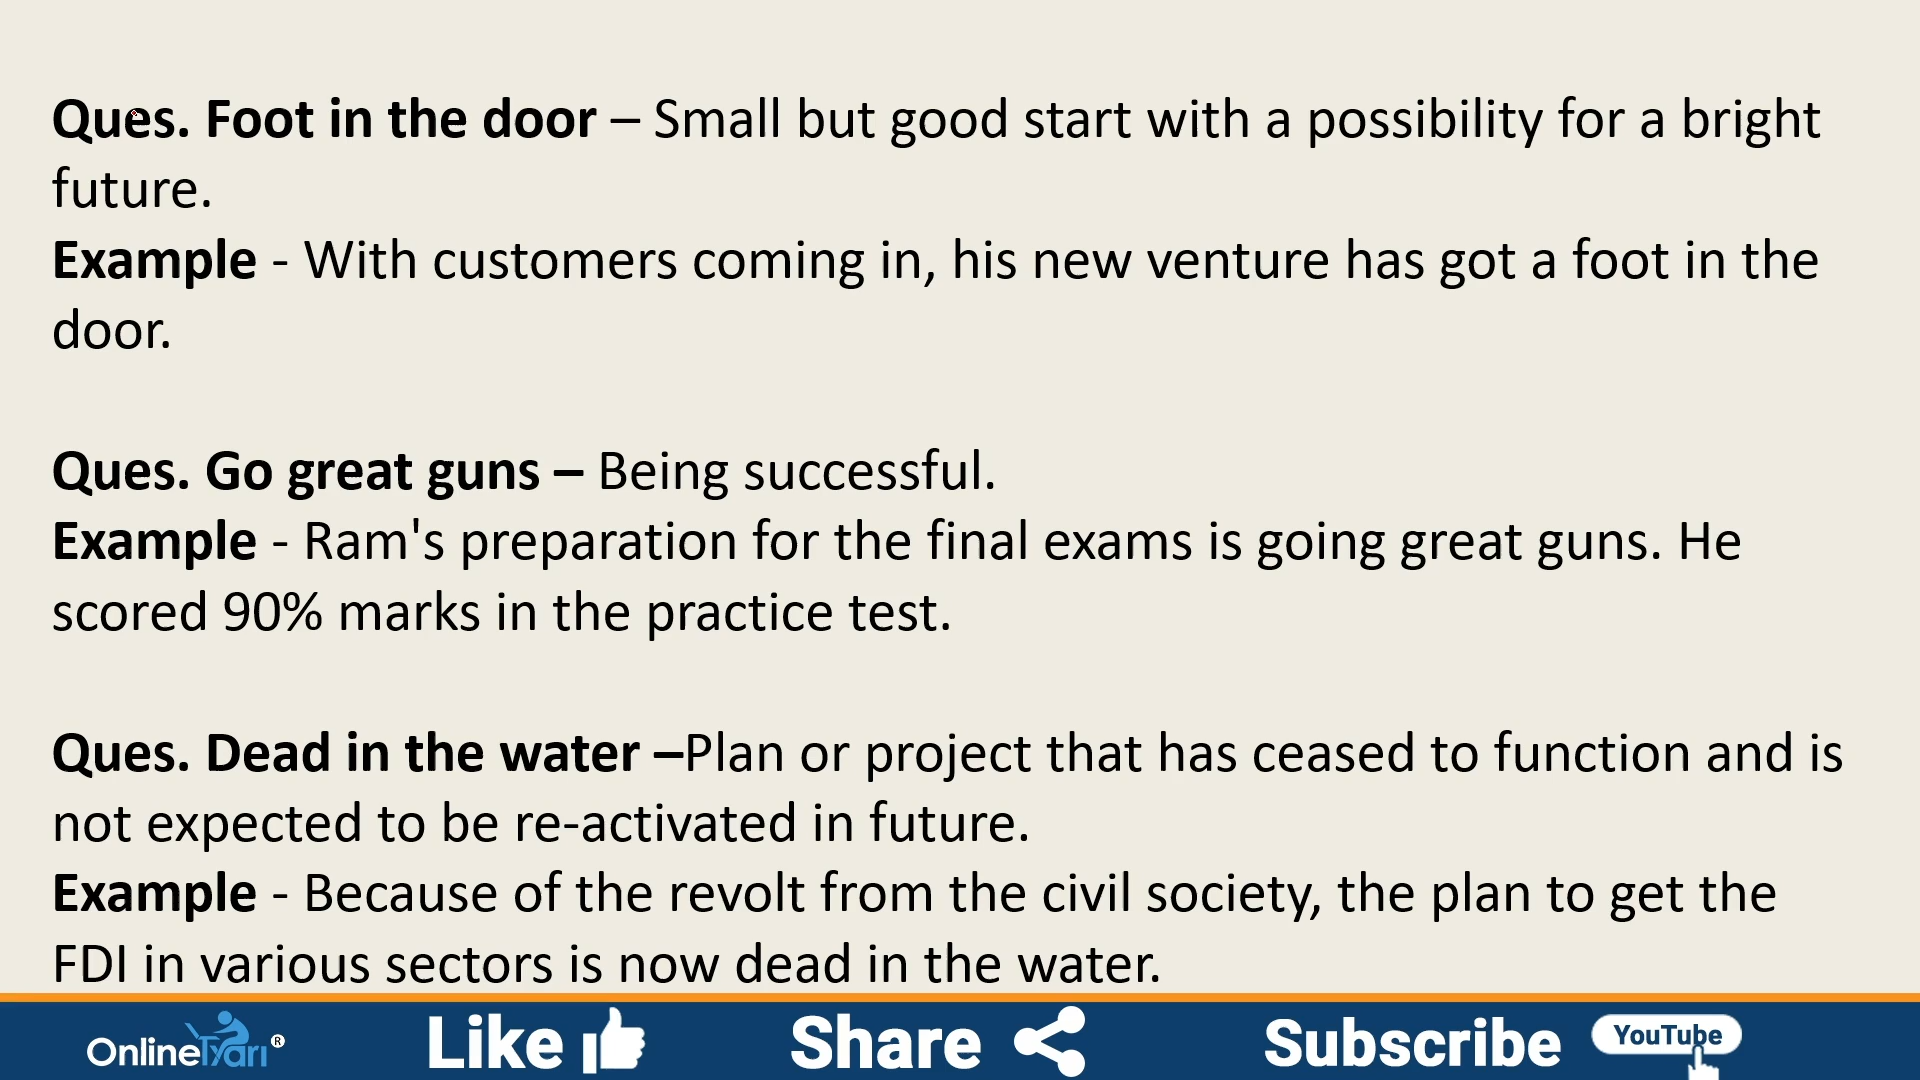 Ques. Foot in the door – Small but good start with a possibility for a bright
future.
Example - With customers coming in, his new venture has got a foot in the
door.
Ques. Go great guns – Being successful.
Example - Ram's preparation for the final exams is going great guns. He
scored 90% marks in the practice test.
Ques. Dead in the water –Plan or project that has ceased to function and is
not expected to be re-activated in future.
Example - Because of the revolt from the civil society, the plan to get the
FDI in various sectors is now dead in the water.
OnlineTyari ® Like Share Subscribe YouTube